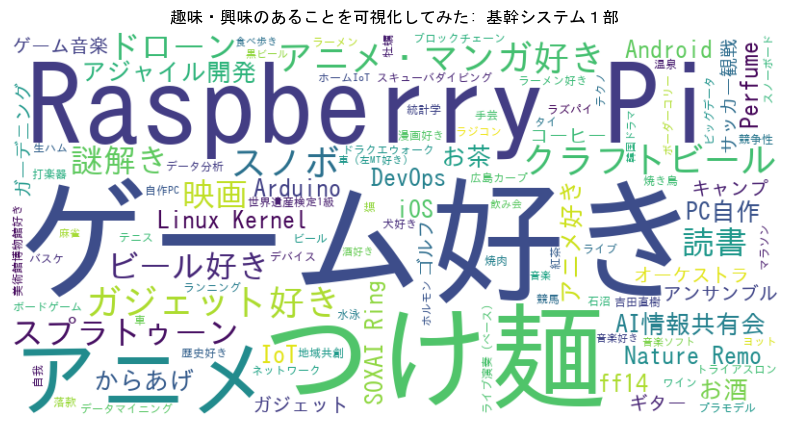 趣味・興味のあることを可視化してみた: 基幹システム１部
ゲーム音楽
ドローン
食べ歩き
黒ビール
ラーメン
アニメ・マンガ好き
牡蠣
ブロックチェーン
Android
温泉
Perfume
スノーボード
アジャイル開発
ホームIoT
スキューバダイビング
ラーメン好き
テクノ
サッカー観戦
Raspberry Pi
ガーデニング
生ハム
打楽器
謎解き
データ分析
スノボ
統計学
漫画好き
手芸
ラジコン
ラズパイ
タイ
コーヒー
韓国ドラマ
ビッグデータ
ボーダーコリー
競争性
ドラクエウォーク
車（左MT好き）
お茶
クラフトビール
自作PC
映画
Arduino
世界遺産検定1級
DevOps
広島カープ
焼き鳥
キャンプ
美術館博物館好き
麻雀
Linux Kernel
iOS
飲み会
アニメ好き
PC自作
ゲーム好き
テニス
ビール
酒好き
犬好き
ゴルフ
紅茶
ライブ
読書
マラソン
バスケ
ビール好き
デバイス
ランニング
焼肉
音楽
オーケストラ
ボードゲーム
ガジェット好き
水泳
SOXAI Ring
ホルモン
競馬
石沼
吉田直樹
アンサンブル
車
スプラトゥーン
歴史好き
IoT
地域共創
つけ麺
ライブ演奏（ベース）
音楽好き
音楽ソフト
AI情報共有会
ヨット
自我
アニメ
からあげ
ネットワーク
Nature Remo
トライアスロン
落款
データマイニング
ガジェット
ff14
ギター
お酒
ワイン
プラモデル